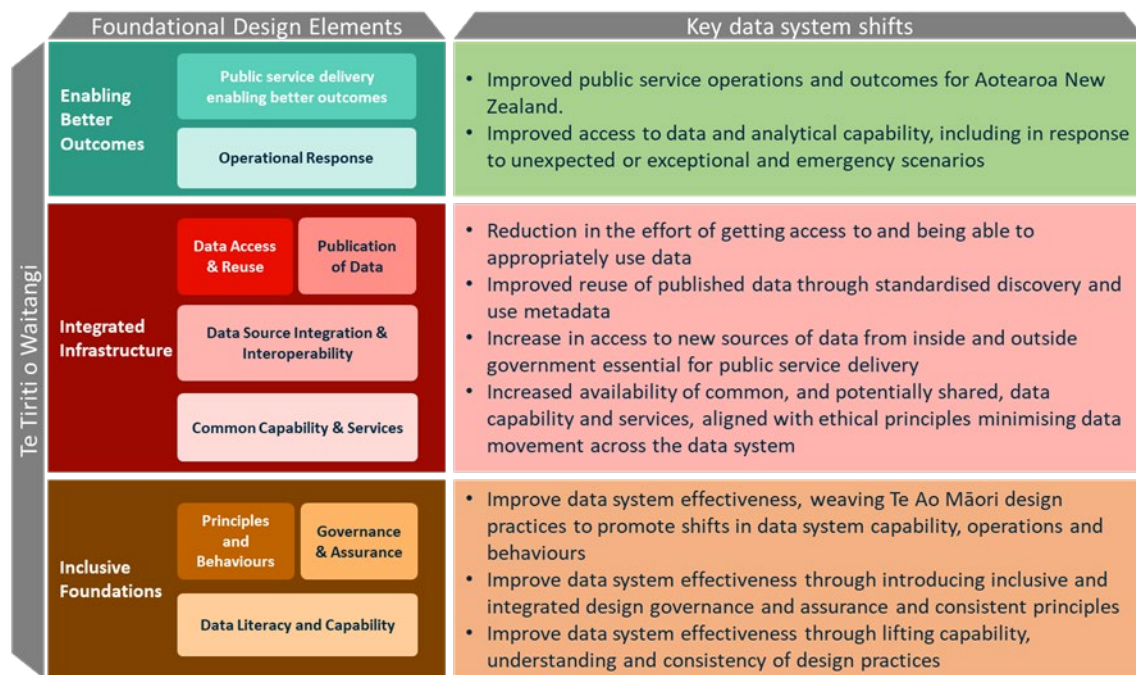 Foundational Design Elements
Key data system shifts
Te Tiriti o Waitangi
Enabling
Better
Outcomes
Public service delivery
enabling better outcomes
Operational Response
• Improved public service operations and outcomes for Aotearoa New
Zealand.
• Improved access to data and analytical capability, including in response
to unexpected or exceptional and emergency scenarios
Integrated
Infrastructure
Data Access
& Reuse
Publication
of Data
Data Source Integration &
Interoperability
Common Capability & Services
• Reduction in the effort of getting access to and being able to
appropriately use data
• Improved reuse of published data through standardised discovery and
use metadata
• Increase in access to new sources of data from inside and outside
government essential for public service delivery
• Increased availability of common, and potentially shared, data
capability and services, aligned with ethical principles minimising data
movement across the data system
Inclusive
Foundations
Principles
and
Behaviours
Governance
& Assurance
Data Literacy and Capability
• Improve data system effectiveness, weaving Te Ao Māori design
practices to promote shifts in data system capability, operations and
behaviours
• Improve data system effectiveness through introducing inclusive and
integrated design governance and assurance and consistent principles
• Improve data system effectiveness through lifting capability,
understanding and consistency of design practices